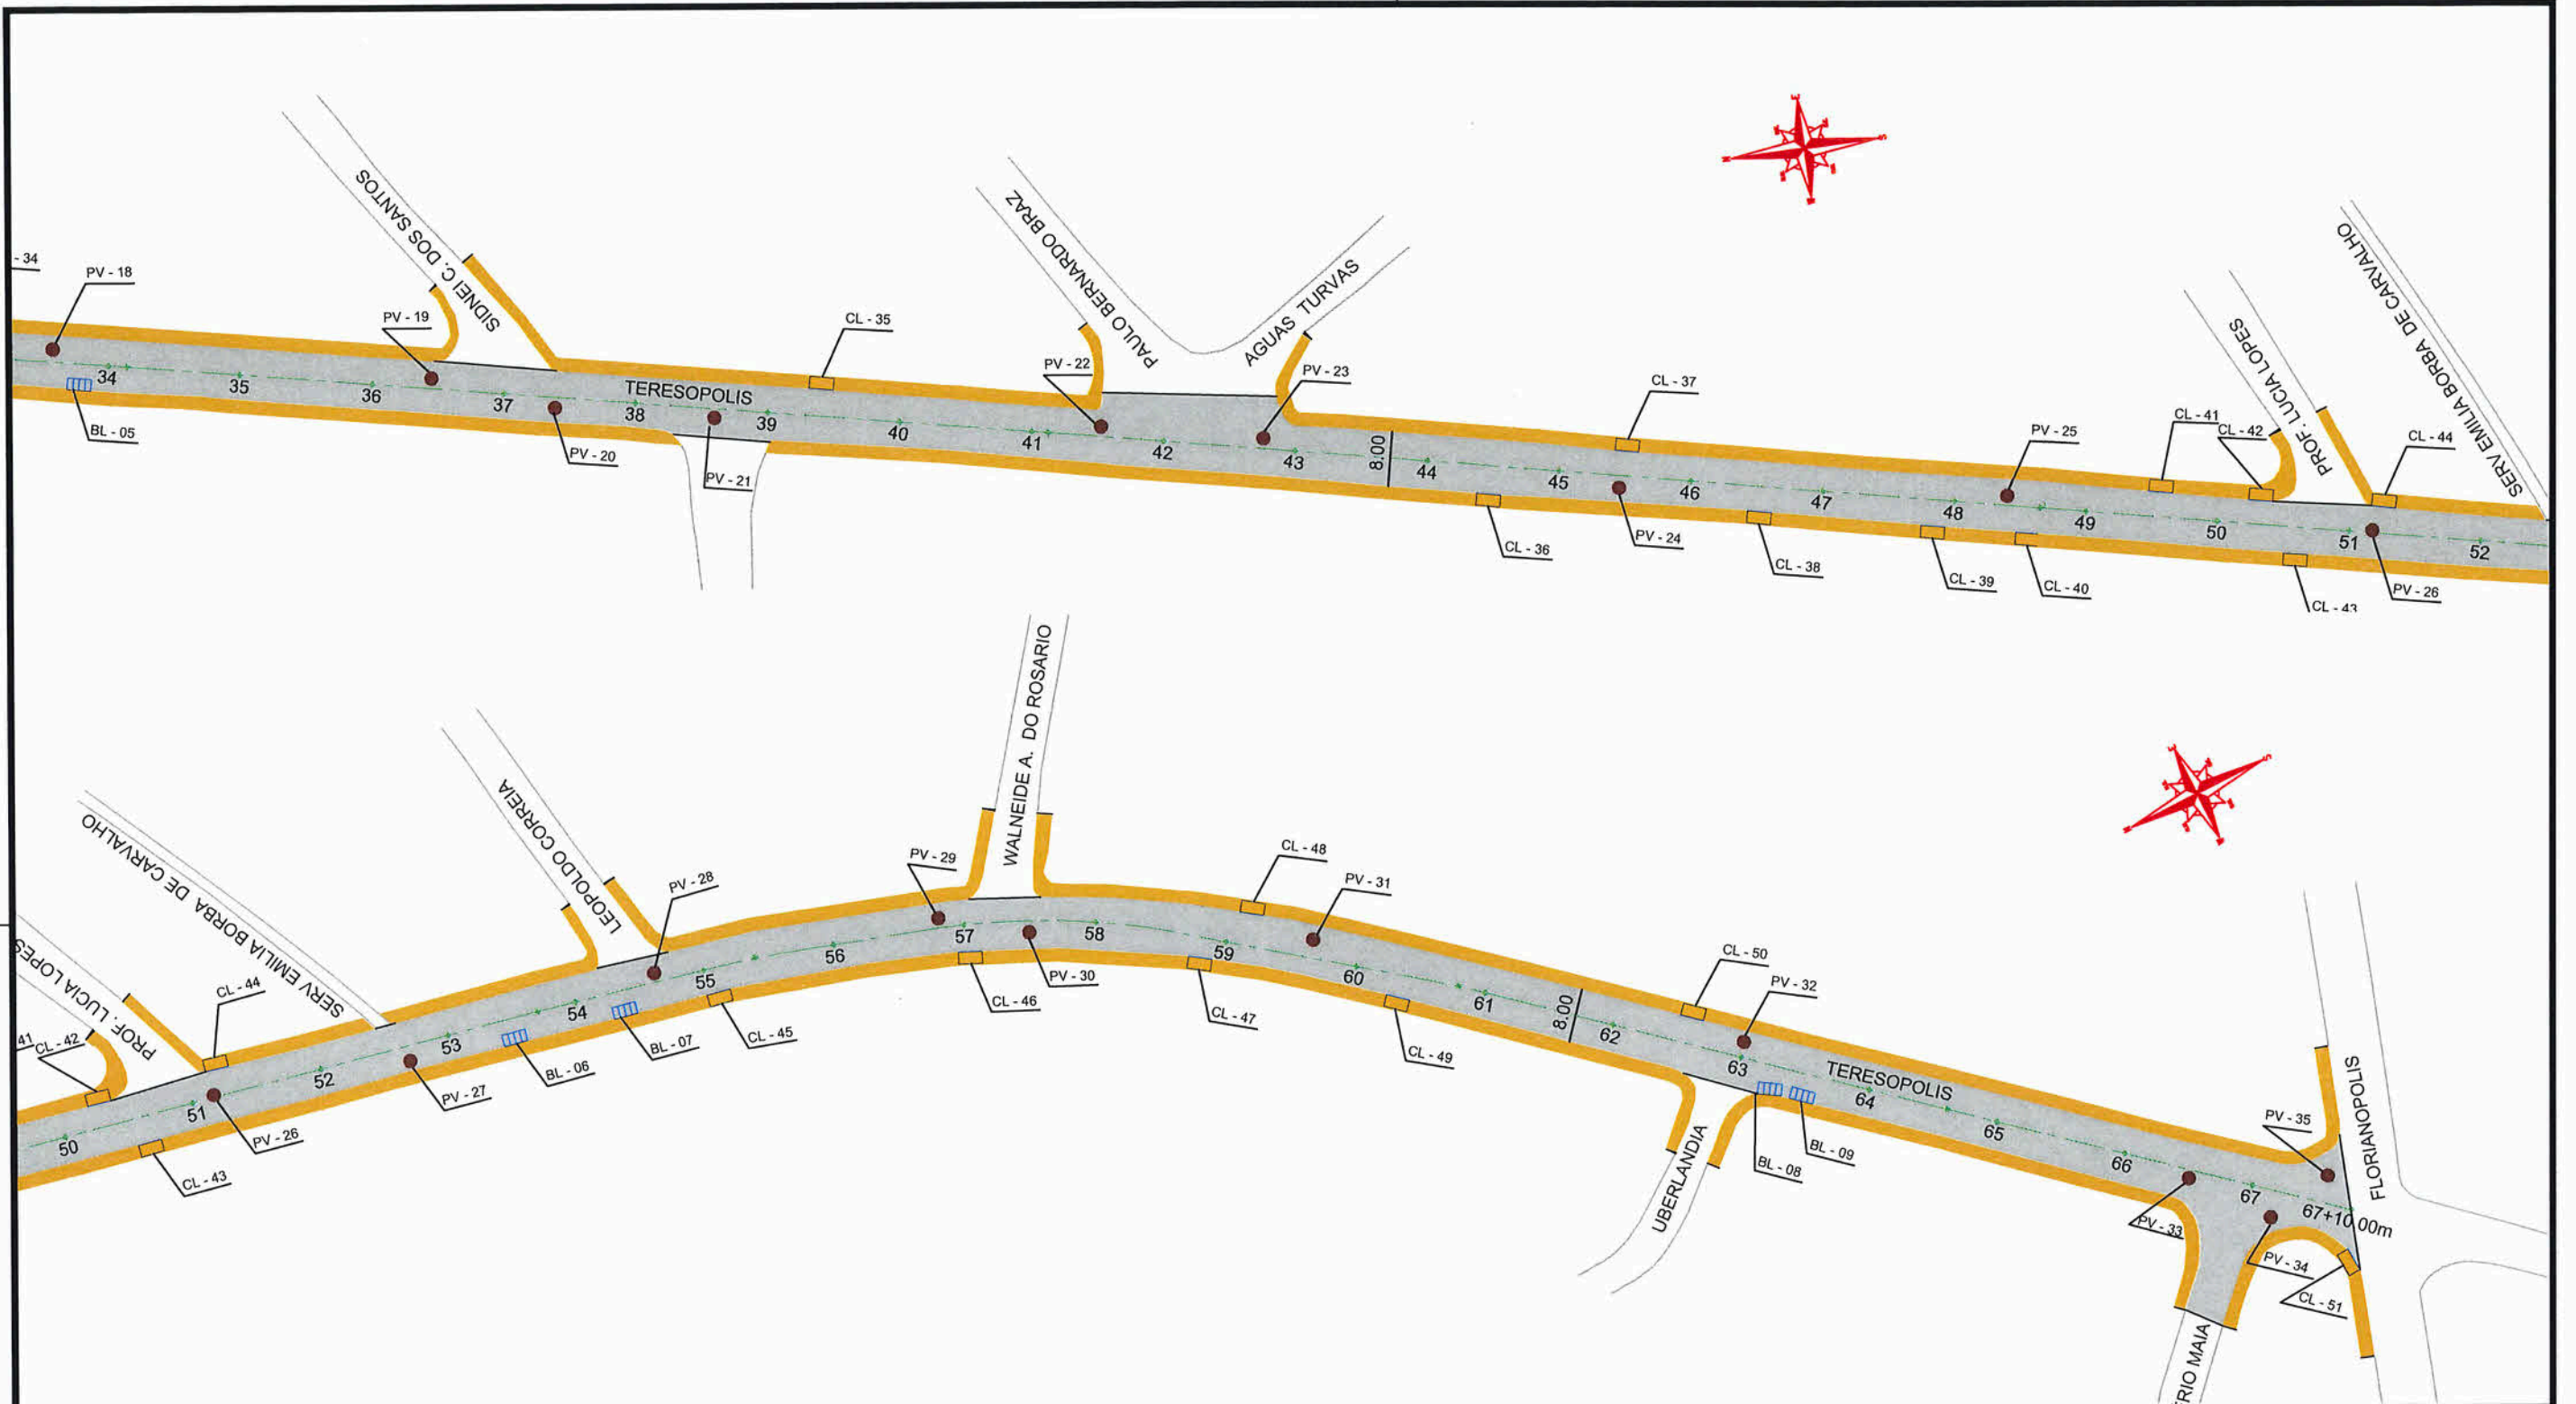 - 34
PV - 18
SIDNEI C. DOS SANTOS
PV - 19
CL - 35
PAULO BERNARDO BRAZ
AGUAS TURVAS
PV - 22
PV - 23
CL - 37
PV - 25
CL - 41
CL - 42
PROF. LUCIA LOPES
CL - 44
SERV EMILIA BORBA DE CARVALHO
TERESOPOLIS
8.00
34
35
36
37
38
39
40
41
42
43
44
45
46
47
48
49
50
51
52
BL - 05
PV - 20
PV - 21
CL - 36
PV - 24
CL - 38
CL - 39
CL - 40
CL - 43
PV - 26
E
S
N
PROF. LUCIA LOPES
SERV EMILIA BORBA DE CARVALHO
41
CL - 42
CL - 44
LEOPOLDO CORREIA
PV - 28
PV - 29
WALNEIDE A. DO ROSARIO
CL - 48
PV - 31
CL - 50
PV - 32
TERESOPOLIS
8.00
FLORIANOPOLIS
PV - 35
50
51
52
53
54
55
56
57
58
59
60
61
62
63
64
65
66
67
67+10.00m
CL - 43
PV - 26
PV - 27
BL - 06
BL - 07
CL - 45
CL - 46
PV - 30
CL - 47
CL - 49
UBERLANDIA
BL - 08
BL - 09
PV - 33
PV - 34
CL - 51
RIO MAIA